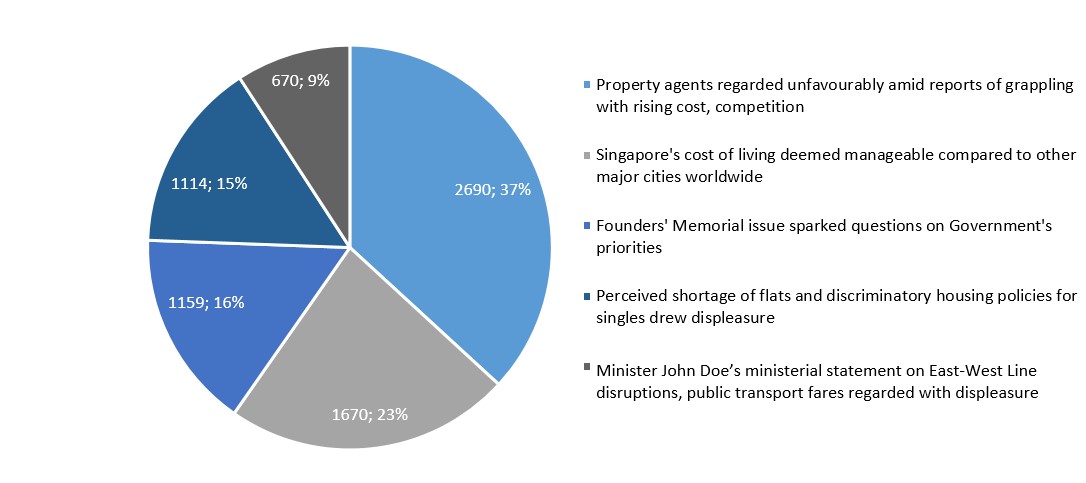 670; 9%
2690; 37%
1114; 15%
1159; 16%
1670; 23%
Property agents regarded unfavourably amid reports of grappling
with rising cost, competition
Singapore's cost of living deemed manageable compared to other
major cities worldwide
Founders' Memorial issue sparked questions on Government's
priorities
Perceived shortage of flats and discriminatory housing policies for
singles drew displeasure
Minister John Doe’s ministerial statement on East-West Line
disruptions, public transport fares regarded with displeasure